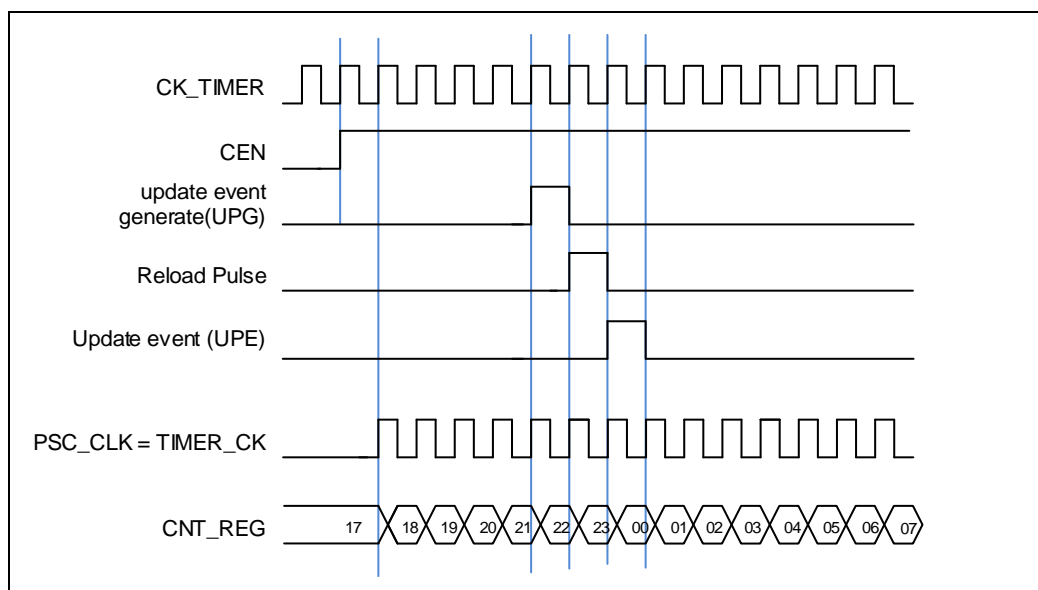 CK_TIMER
CEN
update event
generate(UPG)
Reload Pulse
Update event (UPE)
PSC_CLK = TIMER_CK
CNT_REG 17 18 19 20 21 22 23 00 01 02 03 04 05 06 07